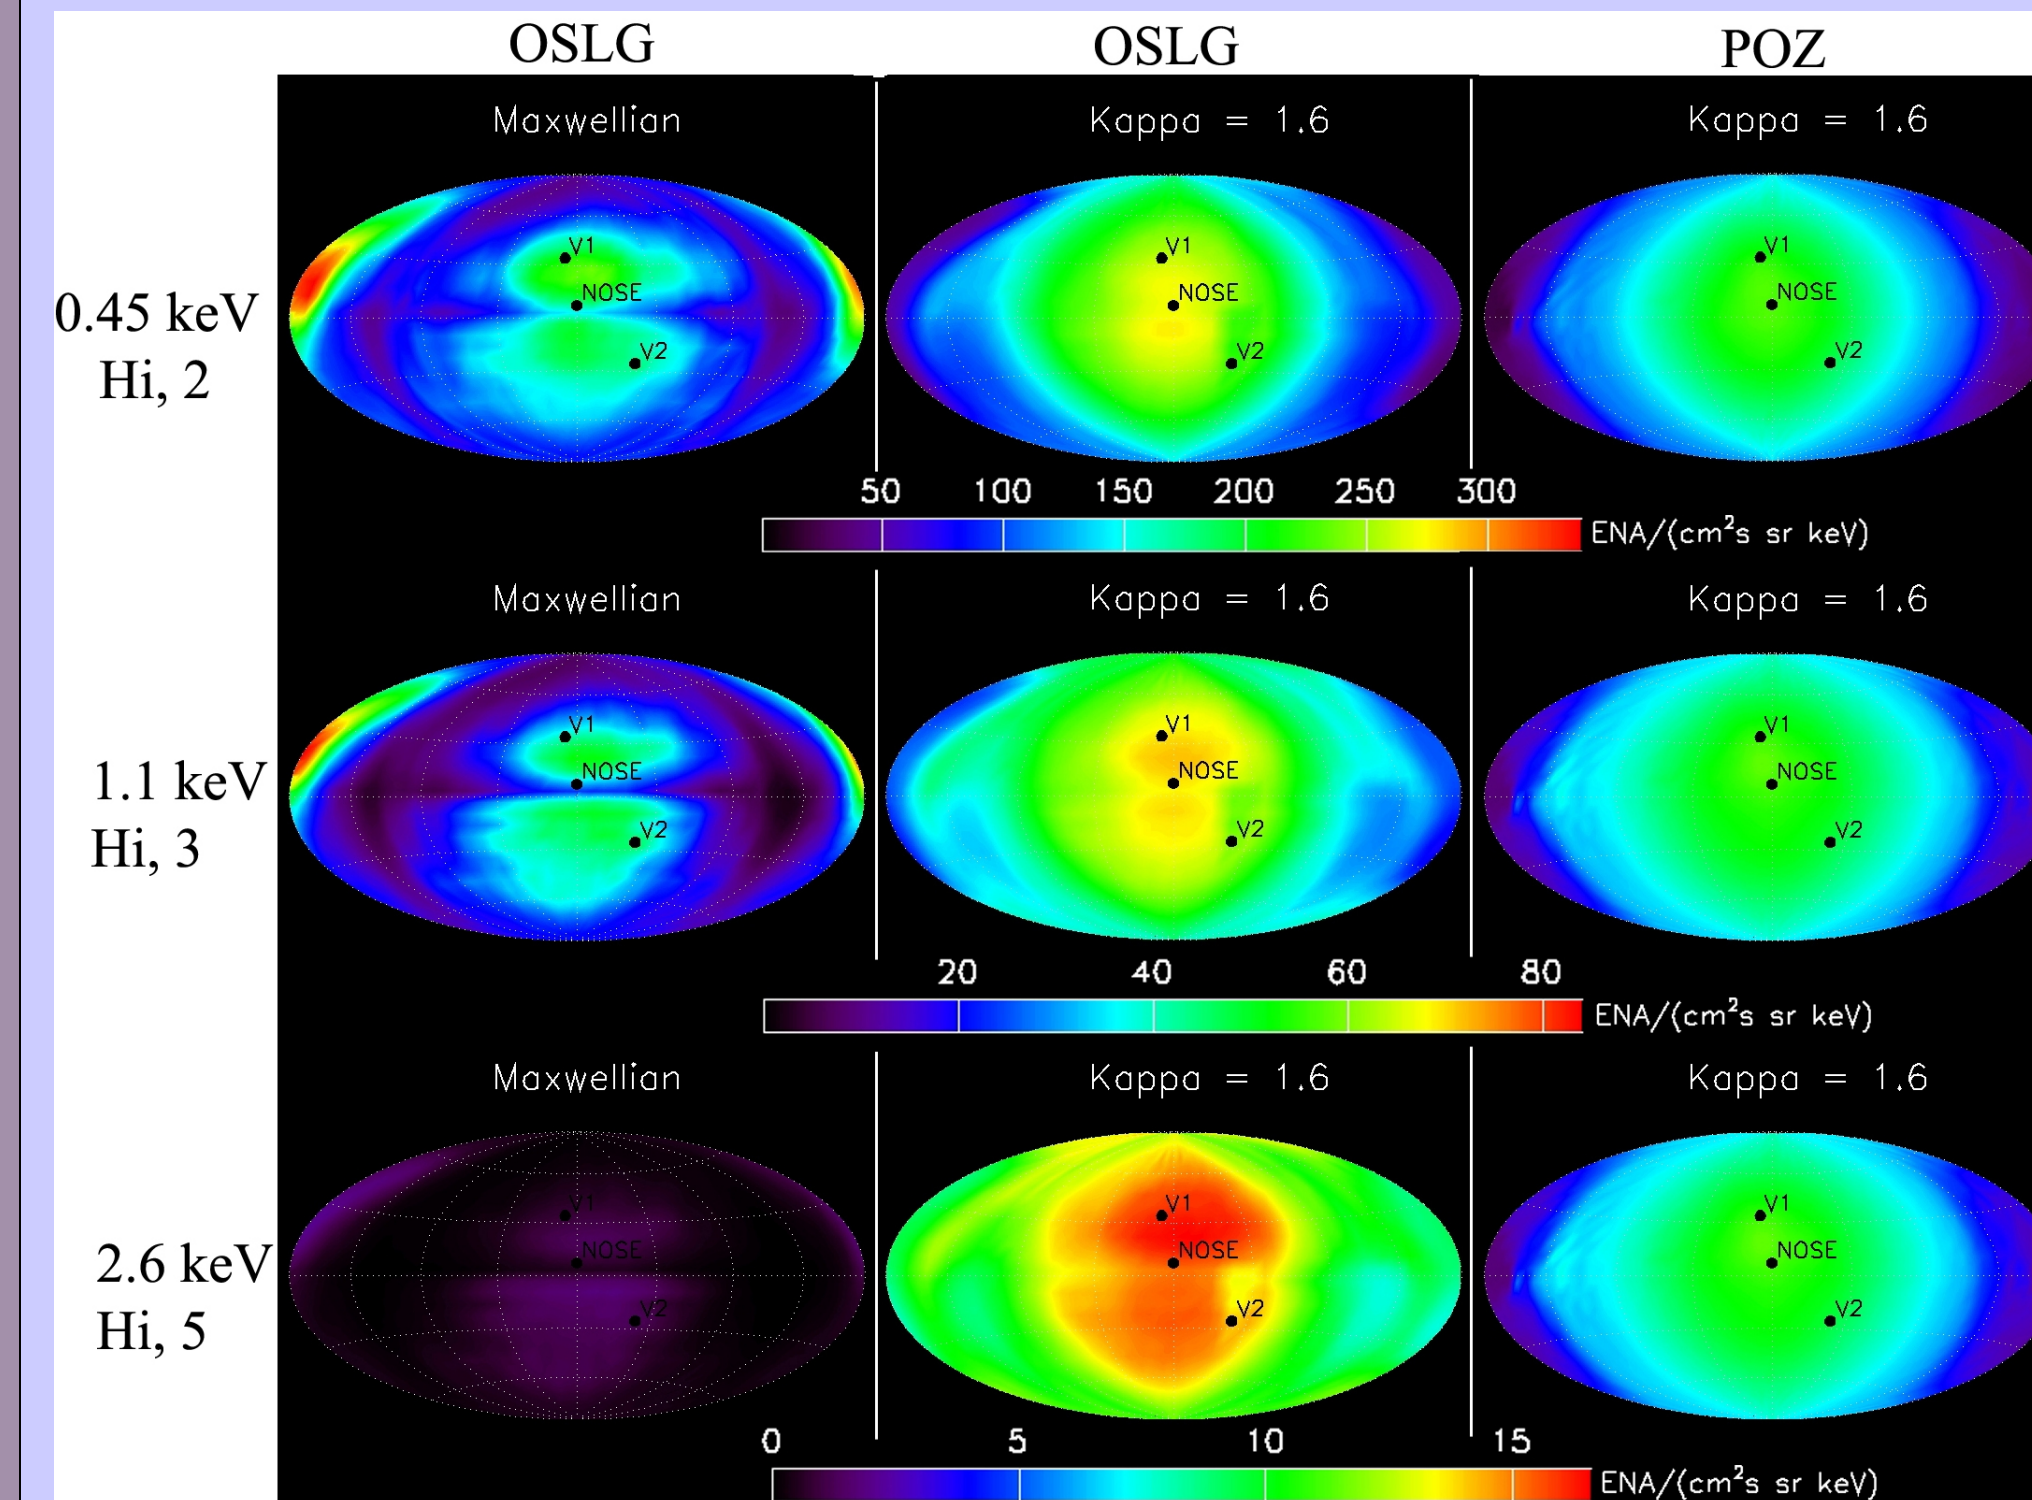 OSLG OSLG POZ
Maxwellian Kappa = 1.6 Kappa = 1.6
V1 V1 V1
NOSE NOSE NOSE
0.45 keV
V2 V2 V2
Hi, 2
50 100 150 200 250 300
ENA/(cm²s sr keV)
Maxwellian Kappa = 1.6 Kappa = 1.6
V1 V1 V1
NOSE NOSE NOSE
1.1 keV
V2 V2 V2
Hi, 3
20 40 60 80
ENA/(cm²s sr keV)
Maxwellian Kappa = 1.6 Kappa = 1.6
V1 V1 V1
NOSE NOSE NOSE
2.6 keV
V2 V2 V2
Hi, 5
0 5 10 15
ENA/(cm²s sr keV)